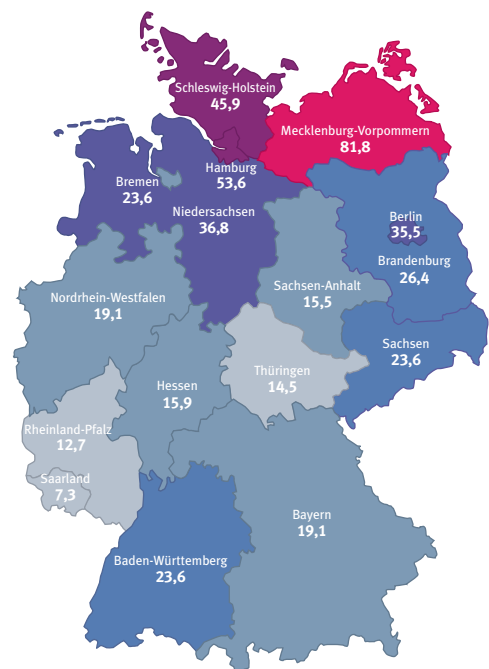 Schleswig-Holstein
45,9
Mecklenburg-Vorpommern
81,8
Hamburg
53,6
Bremen
23,6
Niedersachsen
36,8
Berlin
35,5
Brandenburg
26,4
Sachsen-Anhalt
15,5
Nordrhein-Westfalen
19,1
Sachsen
23,6
Thüringen
14,5
Hessen
15,9
Rheinland-Pfalz
12,7
Saarland
7,3
Bayern
19,1
Baden-Württemberg
23,6